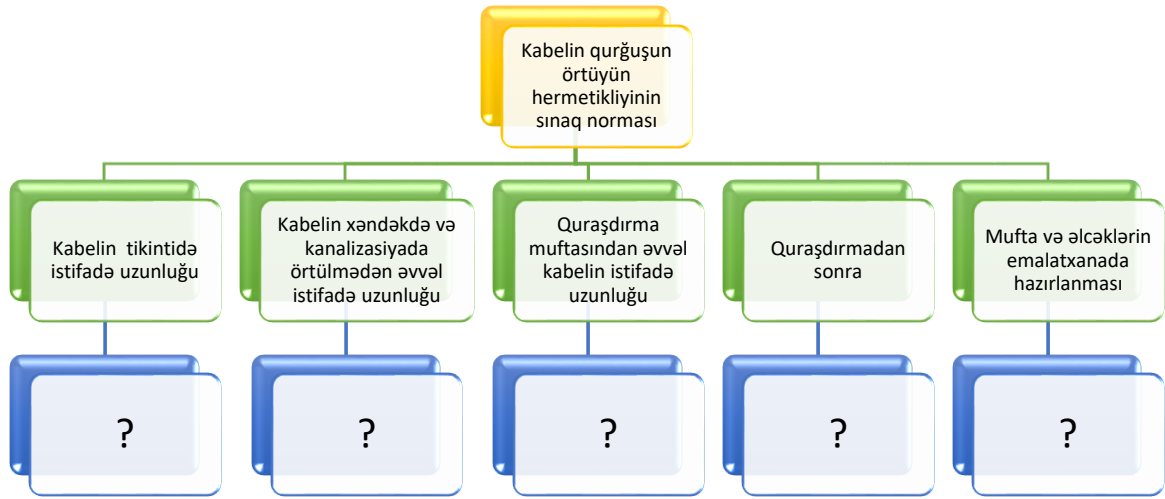 Kabelin qurğuşun
örtüyün
hermetikliyinin
sınaq norması
Kabelin  tikintidə
istifadə uzunluğu
Kabelin xəndəkdə və
kanalizasiyada
örtülmədən əvvəl
istifadə uzunluğu
Quraşdırma
muftasından əvvəl
kabelin istifadə
uzunluğu
Quraşdırmadan
sonra
Mufta və əlcəklərin
emalatxanada
hazırlanması
?
?
?
?
?